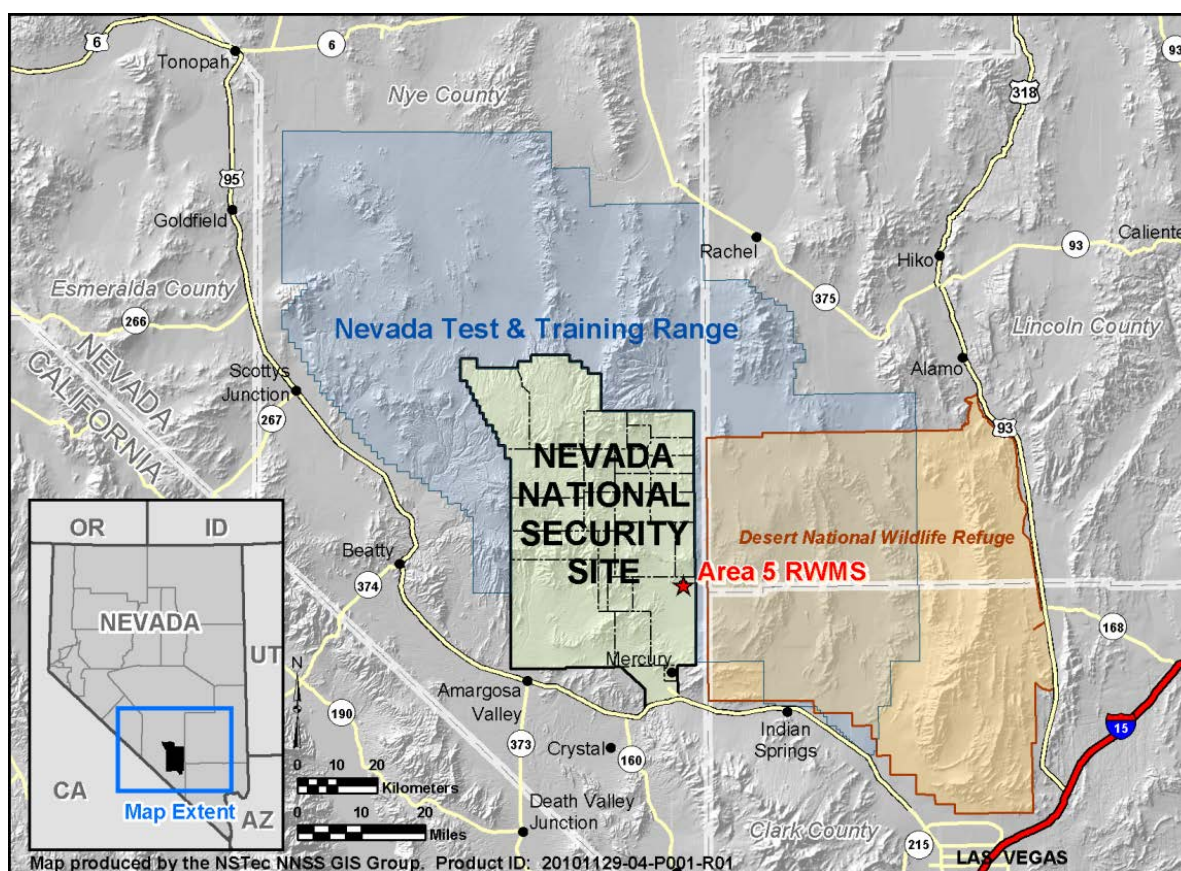 6
Tonopah
6
Nye County
318
93
95
Goldfield
Esmeralda County
266
Rachel
Hiko
93
Caliente
375
Lincoln County
Nevada Test & Training Range
NEVADA
CALIFORNIA
Scottys
Junction
267
Alamo
93
NEVADA
NATIONAL
SECURITY
SITE
Desert National Wildlife Refuge
Area 5 RWMS
Beatty
374
168
Mercury
Amargosa
Valley
190
373
Crystal
160
Indian
Springs
15
Death Valley
Junction
Clark County
215
LAS VEGAS
OR
ID
NEVADA
UT
CA
AZ
Map Extent
N
0 10 20
Kilometers
0 10 20
Miles
Map produced by the NSTec NNSS GIS Group. Product ID: 20101129-04-P001-R01